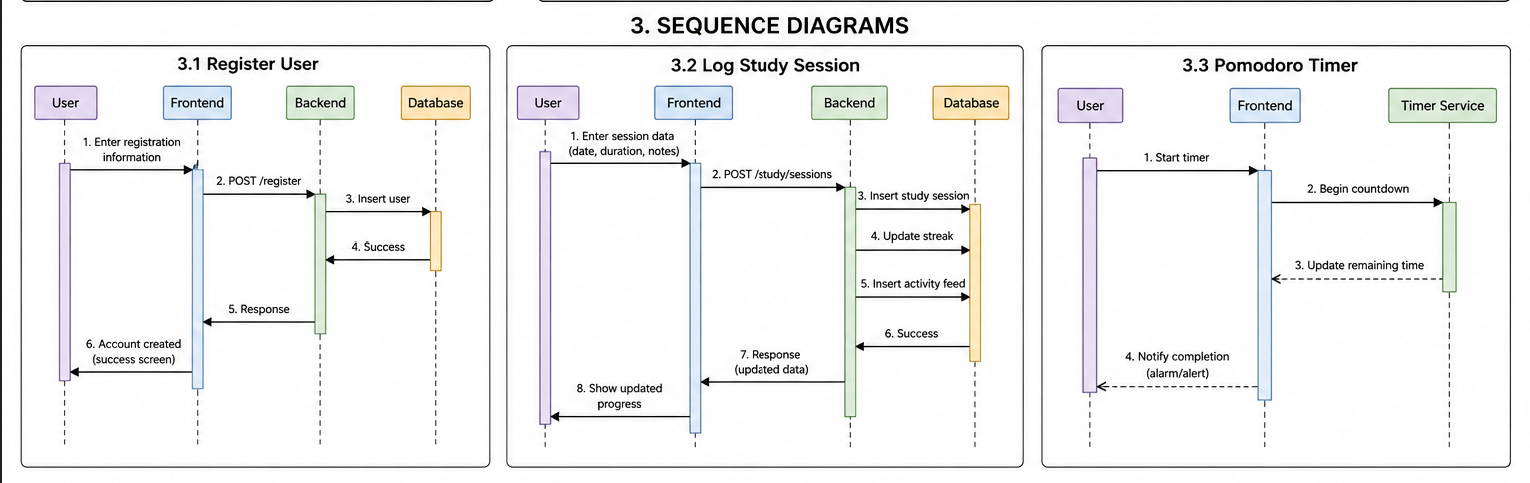 3. SEQUENCE DIAGRAMS
3.1 Register User
User
Frontend
Backend
Database
1. Enter registration
information
2. POST /register
3. Insert user
4. Success
5. Response
6. Account created
(success screen)
3.2 Log Study Session
User
Frontend
Backend
Database
1. Enter session data
(date, duration, notes)
2. POST /study/sessions
3. Insert study session
4. Update streak
5. Insert activity feed
6. Success
7. Response
(updated data)
8. Show updated
progress
3.3 Pomodoro Timer
User
Frontend
Timer Service
1. Start timer
2. Begin countdown
3. Update remaining time
4. Notify completion
(alarm/alert)